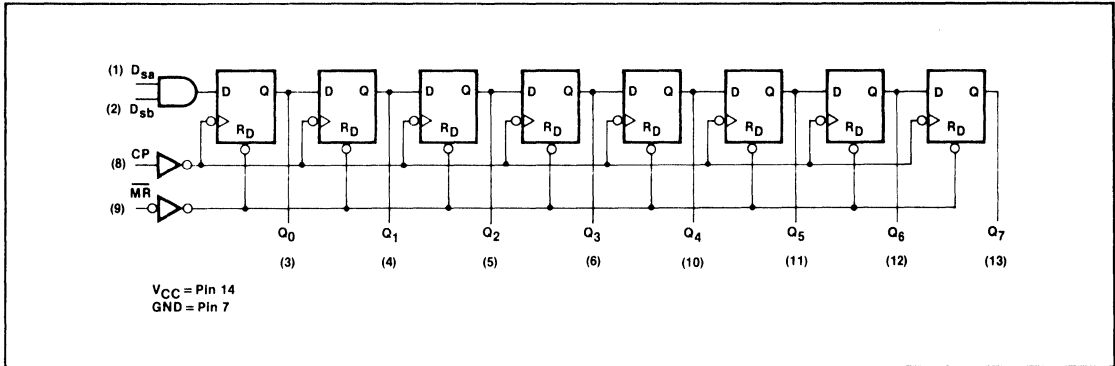 (1) Dsa
D Q D Q D Q D Q D Q D Q D Q D Q
(2) Dsb
RD RD RD RD RD RD RD RD
(8) CP
(9) MR
Q0 Q1 Q2 Q3 Q4 Q5 Q6 Q7
(3) (4) (5) (6) (10) (11) (12) (13)
VCC = Pin 14
GND = Pin 7